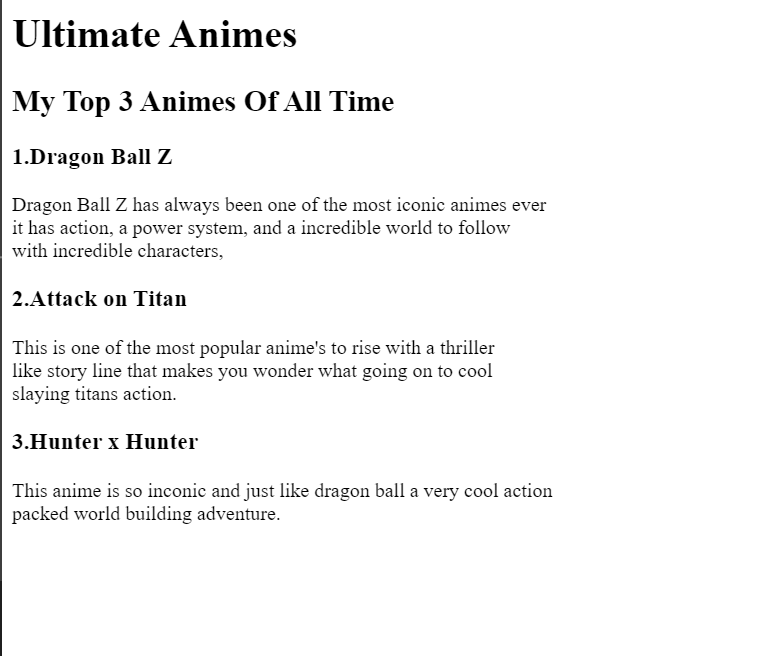 Ultimate Animes
My Top 3 Animes Of All Time
1.Dragon Ball Z
Dragon Ball Z has always been one of the most iconic animes ever
it has action, a power system, and a incredible world to follow
with incredible characters,
2.Attack on Titan
This is one of the most popular anime's to rise with a thriller
like story line that makes you wonder what going on to cool
slaying titans action.
3.Hunter x Hunter
This anime is so inconic and just like dragon ball a very cool action
packed world building adventure.